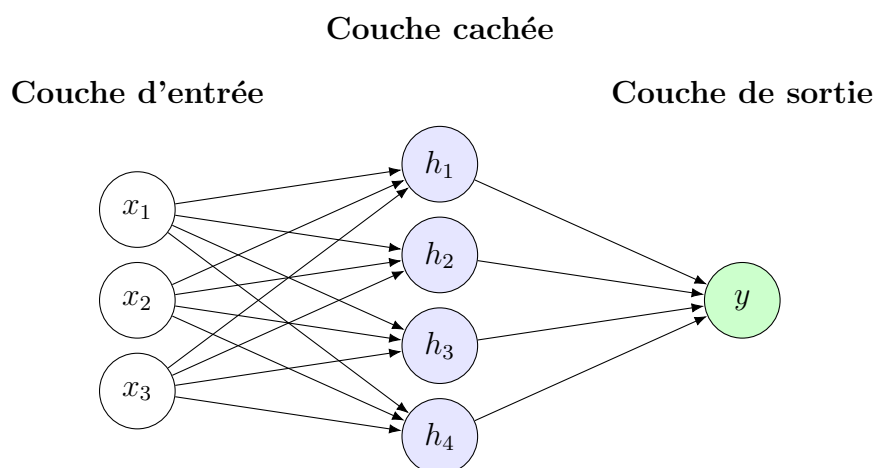 Couche cachée
Couche d'entrée
Couche de sortie
h₁
x₁
h₂
x₂
y
h₃
x₃
h₄